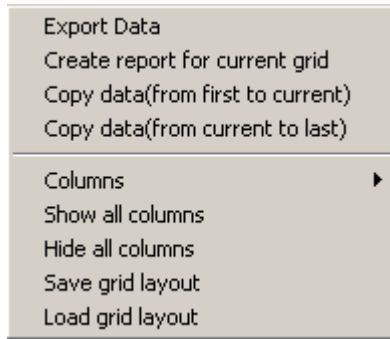 Export Data
Create report for current grid
Copy data(from first to current)
Copy data(from current to last)
Columns
Show all columns
Hide all columns
Save grid layout
Load grid layout